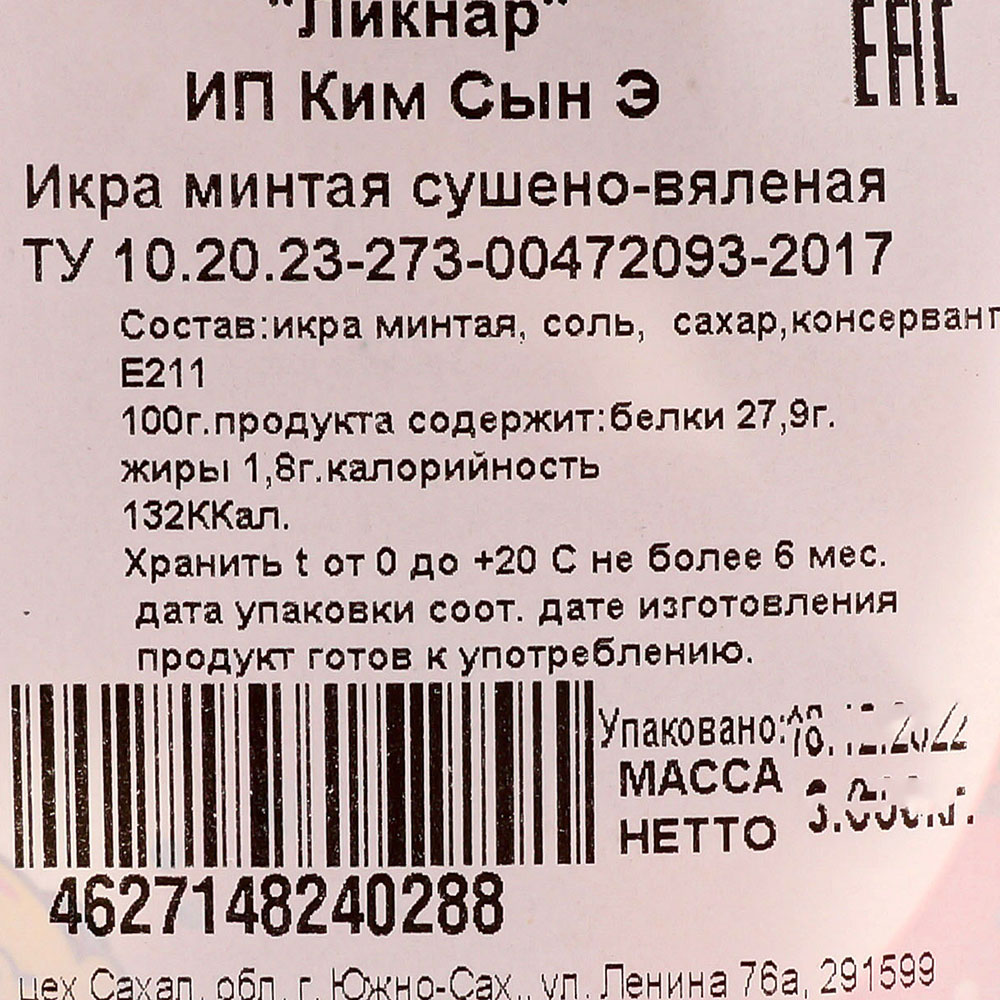 "Ликнар"
EAC
ИП Ким Сын Э
Икра минтая сушено-вяленая
ТУ 10.20.23-273-00472093-2017
Состав:икра минтая, соль, сахар,консервант
Е211
100г.продукта содержит:белки 27,9г.
жиры 1,8г.калорийность
132ККал.
Хранить t от 0 до +20 С не более 6 мес.
дата упаковки соот. дате изготовления
продукт готов к употреблению.
Упаковано:
МАССА
НЕТТО
4627148240288
цех Сахал. обл. г. Южно-Сах., ул. Ленина 76а, 291599